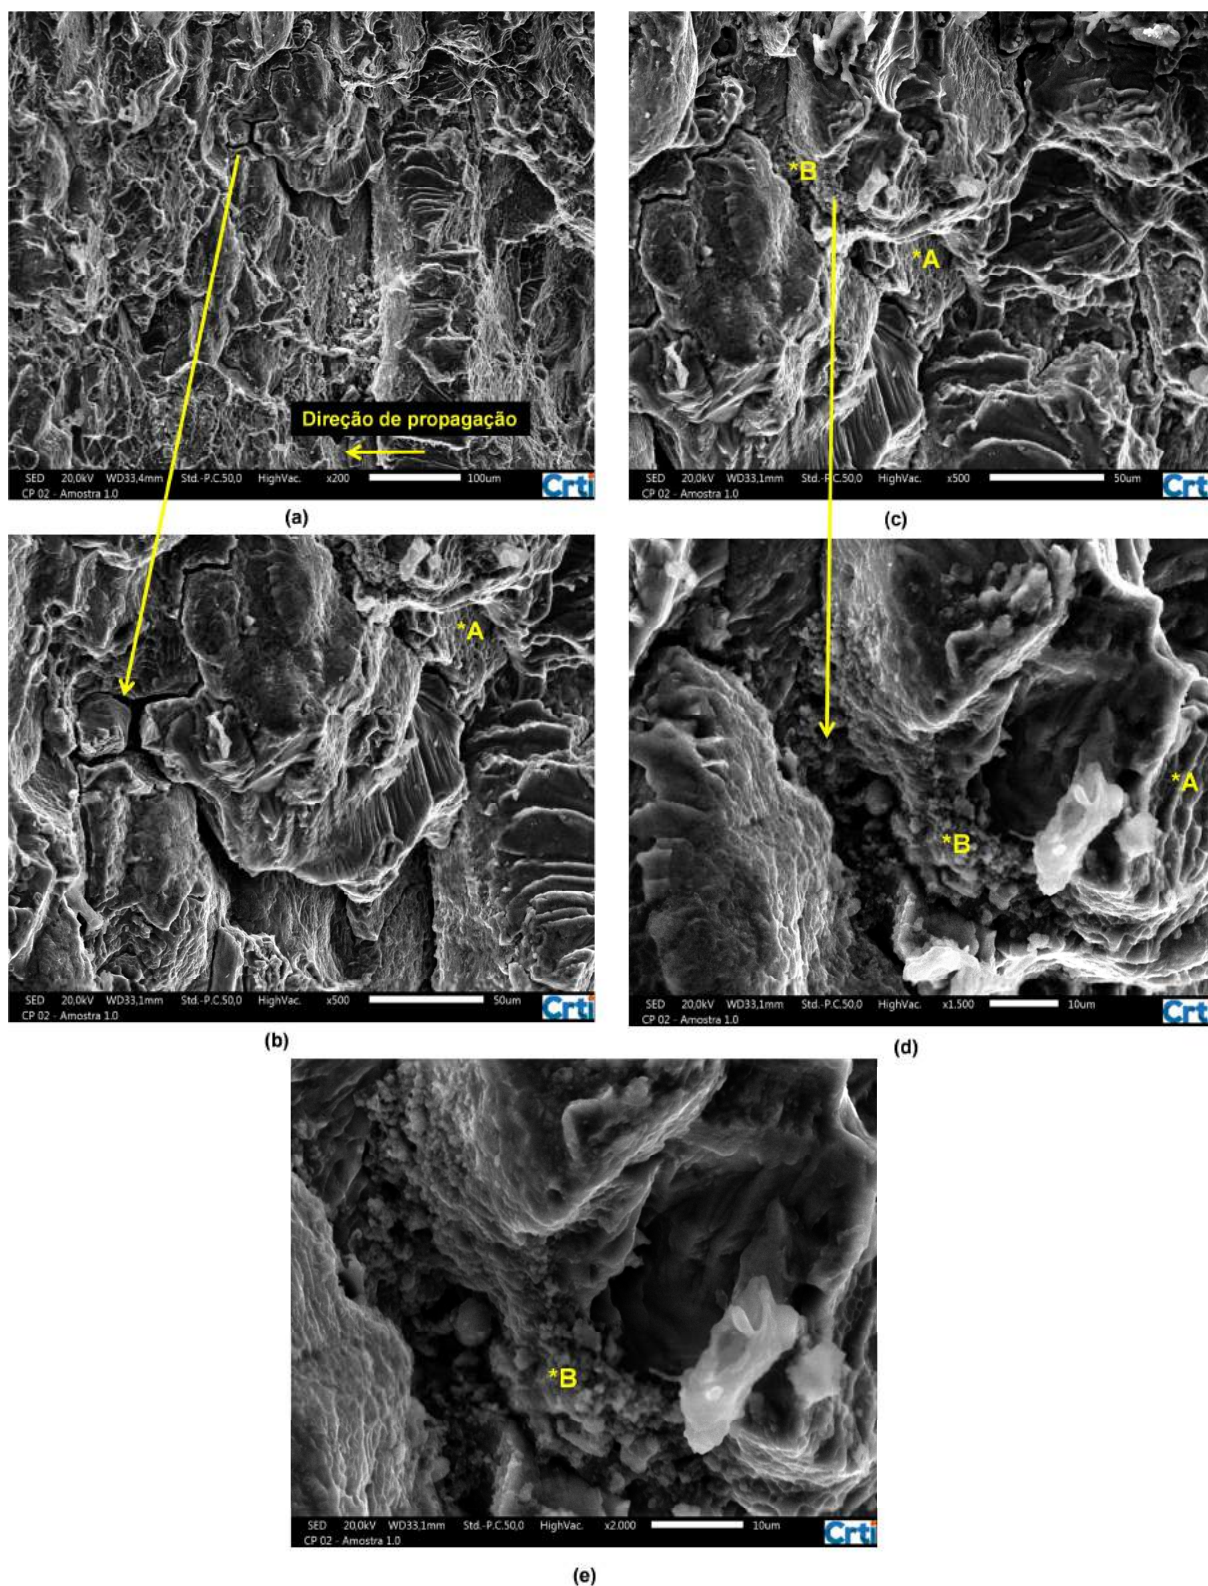 Direção de propagação
SED 20,0kV WD33,4mm Std.-P.C.50,0 HighVac. x200 100um
CP 02 - Amostra 1.0
Crti
(a)
*B
*A
SED 20,0kV WD33,1mm Std.-P.C.50,0 HighVac. x500 50um
CP 02 - Amostra 1.0
Crti
(c)
*A
SED 20,0kV WD33,1mm Std.-P.C.50,0 HighVac. x500 50um
CP 02 - Amostra 1.0
Crti
(b)
*A
*B
SED 20,0kV WD33,1mm Std.-P.C.50,0 HighVac. x1.500 10um
CP 02 - Amostra 1.0
Crti
(d)
*B
SED 20,0kV WD33,1mm Std.-P.C.50,0 HighVac. x2.000 10um
CP 02 - Amostra 1.0
Crti
(e)